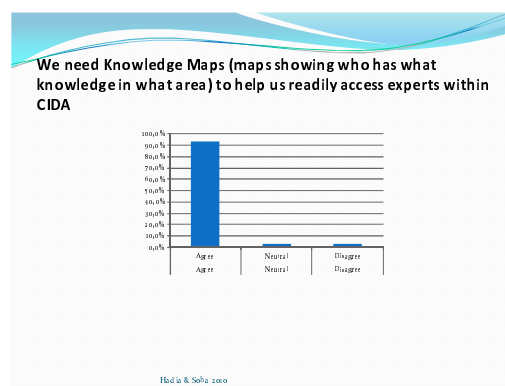 We need Knowledge Maps (maps showing who has what
knowledge in what area) to help us readily access experts within
CIDA
100,0%
90,0%
80,0%
70,0%
60,0%
50,0%
40,0%
30,0%
20,0%
10,0%
0,0%
Agree Neutral Disagree
Agree Neutral Disagree
Hadia & Soha 2010